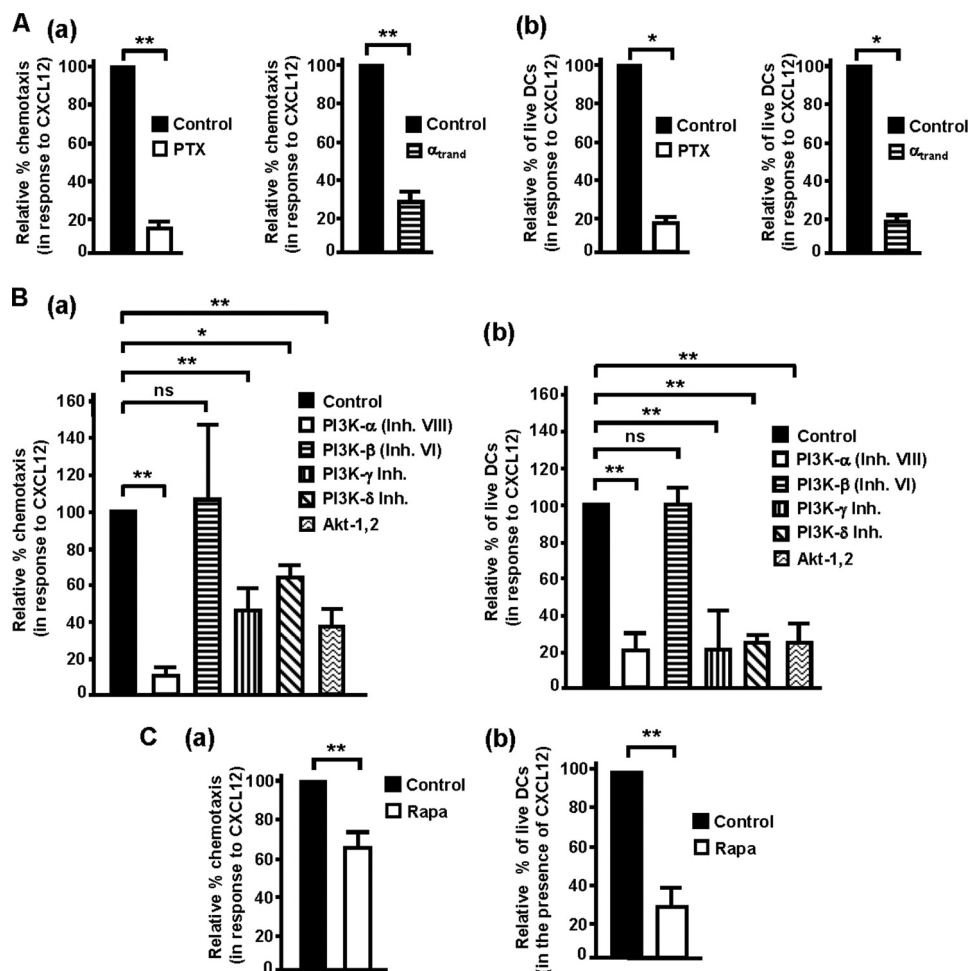 A (a)
**
Relative % chemotaxis
(in response to CXCL12)
100
80
60
40
20
0
Control
PTX
**
Relative % chemotaxis
(in response to CXCL12)
100
80
60
40
20
0
Control
αtrand
(b)
*
Relative % of live DCs
(in response to CXCL12)
100
80
60
40
20
0
Control
PTX
*
Relative % of live DCs
(in response to CXCL12)
100
80
60
40
20
0
Control
αtrand
B (a)
**
*
**
ns
**
Relative % chemotaxis
(in response to CXCL12)
160
140
120
100
80
60
40
20
0
Control
PI3K-α (Inh. VIII)
PI3K-β (Inh. VI)
PI3K-γ Inh.
PI3K-δ Inh.
Akt-1,2
(b)
**
**
**
ns
**
Relative % of live DCs
(in response to CXCL12)
160
140
120
100
80
60
40
20
0
Control
PI3K-α (Inh. VIII)
PI3K-β (Inh. VI)
PI3K-γ Inh.
PI3K-δ Inh.
Akt-1,2
C (a)
**
Relative % chemotaxis
(in response to CXCL12)
100
80
60
40
20
0
Control
Rapa
(b)
**
Relative % of live DCs
(in the presence of CXCL12)
100
80
60
40
20
0
Control
Rapa